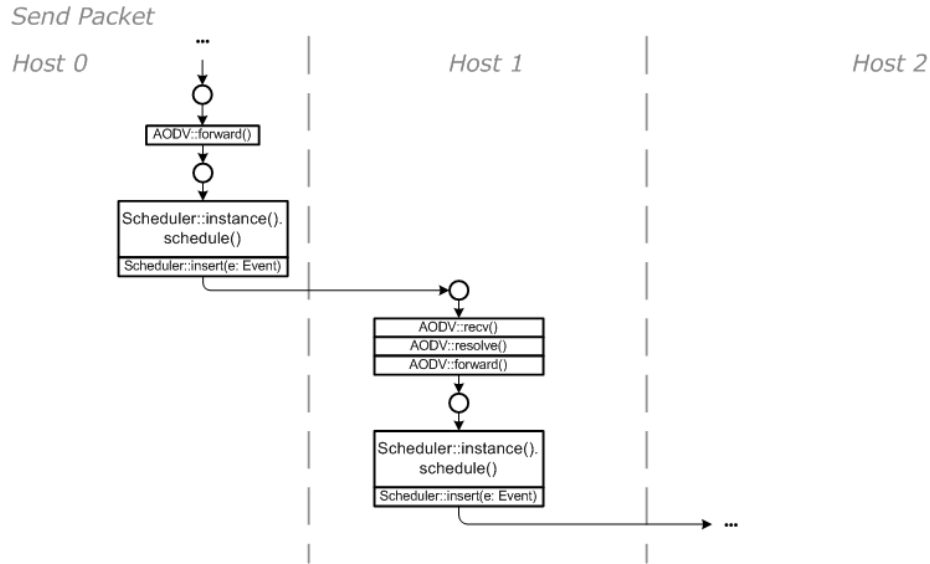 Send Packet
...
Host 0
Host 1
Host 2
AODV::forward()
Scheduler::instance().
schedule()
Scheduler::insert(e: Event)
AODV::recv()
AODV::resolve()
AODV::forward()
Scheduler::instance().
schedule()
Scheduler::insert(e: Event)
...